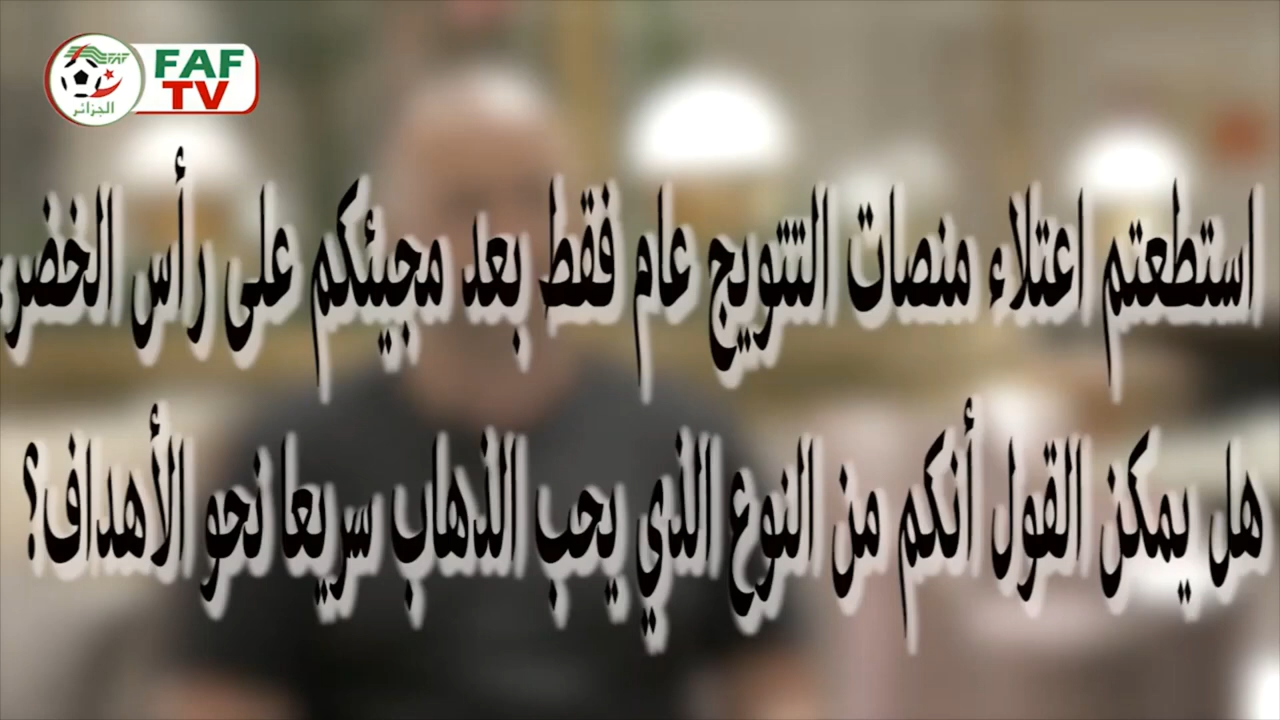 FAF
FAF
TV
الجزائر
استطعتم اعتلاء منصات التتويج عام فقط بعد مجيئكم على رأس الخضر،
هل يمكن القول أنكم من النوع الذي يحب الذهاب سريعا نحو الأهداف؟